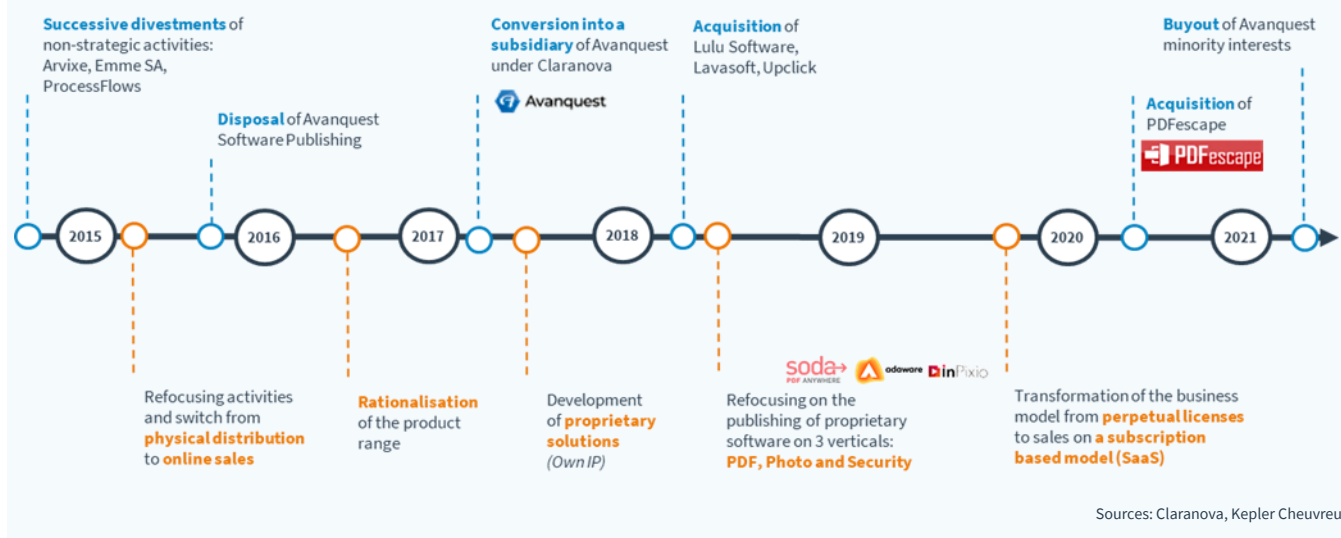 Successive divestments of
non-strategic activities:
Arvixe, Emme SA,
ProcessFlows
Disposal of Avanquest
Software Publishing
Conversion into a
subsidiary of Avanquest
under Claranova
Avanquest
Acquisition of
Lulu Software,
Lavasoft, Upclick
Acquisition of
PDFescape
PDFescape
Buyout of Avanquest
minority interests
2015
2016
2017
2018
2019
2020
2021
Refocusing activities
and switch from
physical distribution
to online sales
Rationalisation
of the product
range
Development
of proprietary
solutions
(Own IP)
soda
PDF ANYWHERE
adaware
inPixio
Refocusing on the
publishing of proprietary
software on 3 verticals:
PDF, Photo and Security
Transformation of the business
model from perpetual licenses
to sales on a subscription
based model (SaaS)
Sources: Claranova, Kepler Cheuvreu